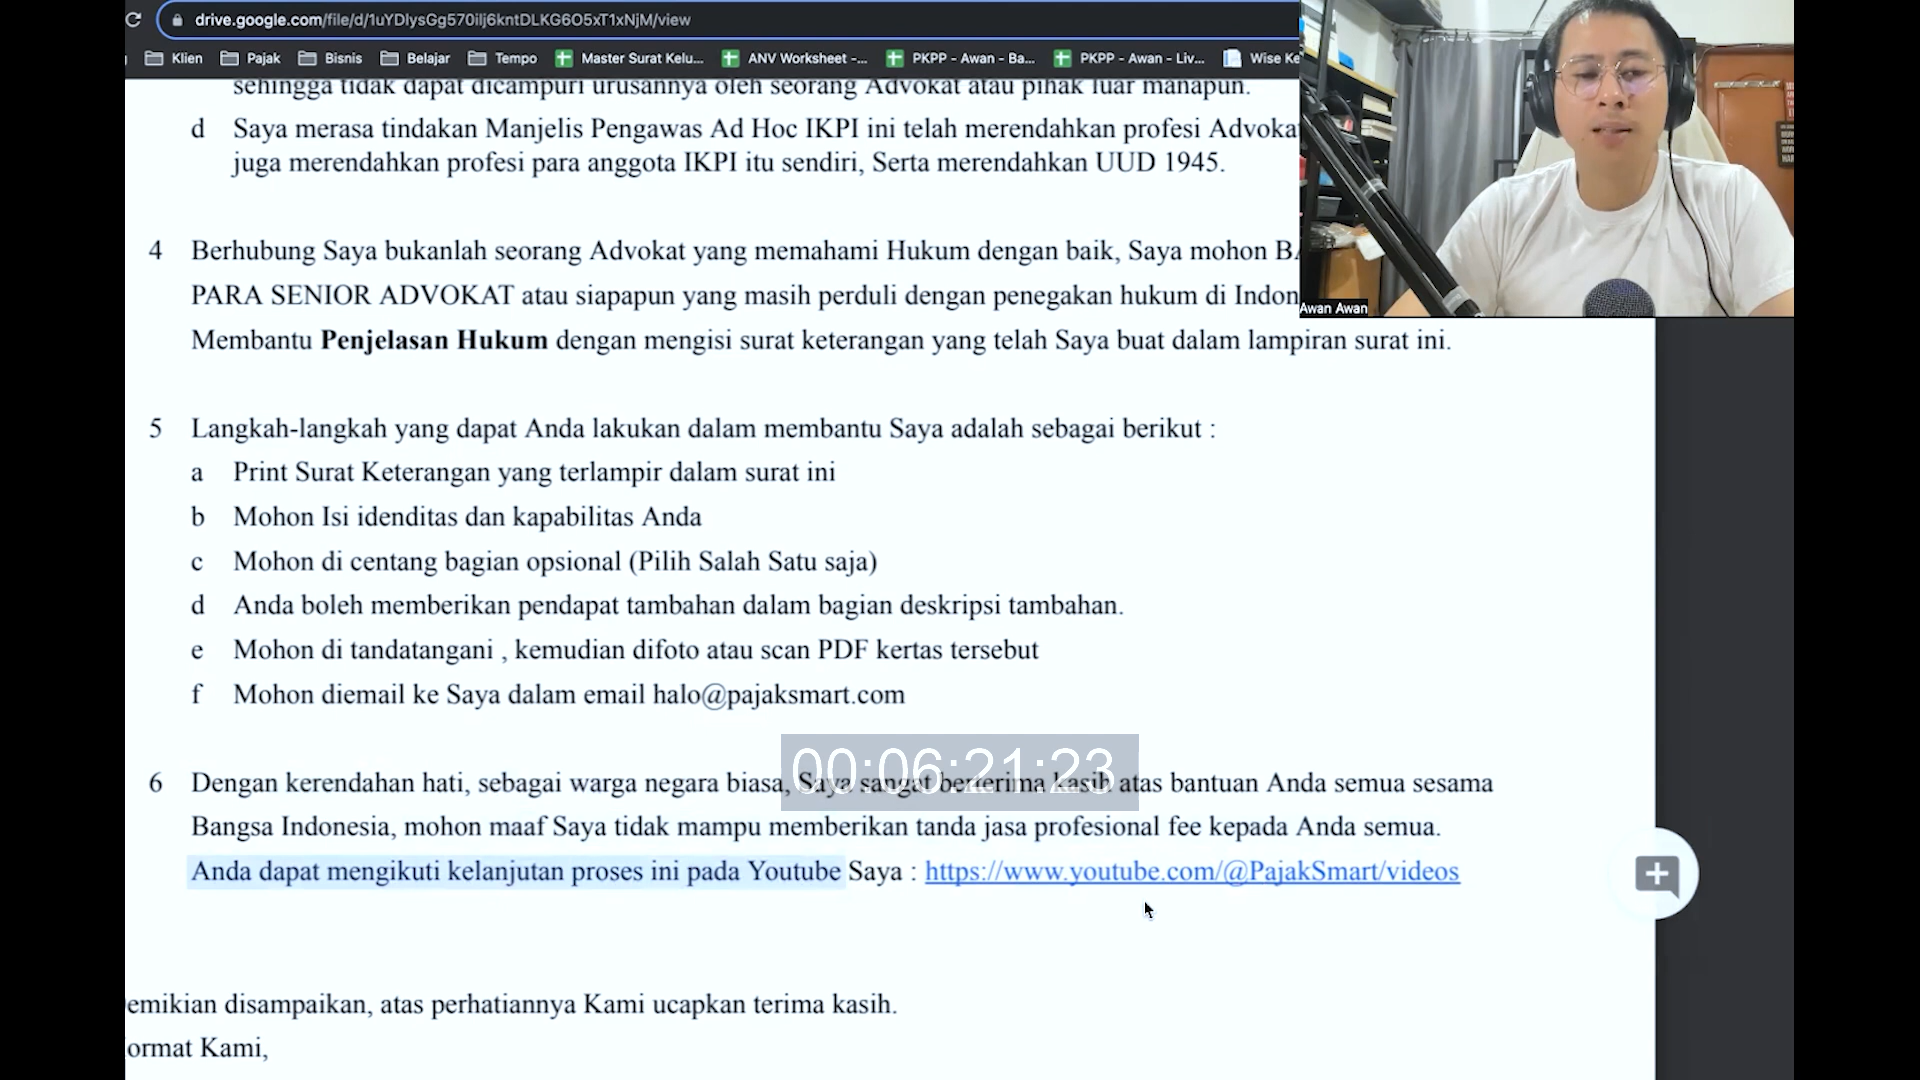 drive.google.com/file/d/1uYDlysGg570ilj6kntDLKG6O5xT1xNjM/view
Klien Pajak Bisnis Belajar Tempo Master Surat Kelu... ANV Worksheet -... PKPP - Awan - Ba... PKPP - Awan - Liv... Wise
sehingga tidak dapat dicampuri urusannya oleh seorang Advokat atau pihak luar manapun.
d Saya merasa tindakan Manjelis Pengawas Ad Hoc IKPI ini telah merendahkan profesi
juga merendahkan profesi para anggota IKPI itu sendiri, Serta merendahkan UUD 1945.
4 Berhubung Saya bukanlah seorang Advokat yang memahami Hukum dengan baik, Saya mohon
PARA SENIOR ADVOKAT atau siapapun yang masih perduli dengan penegakan hukum di
Membantu Penjelasan Hukum dengan mengisi surat keterangan yang telah Saya buat dalam lampiran surat ini.
Awan Awan
5 Langkah-langkah yang dapat Anda lakukan dalam membantu Saya adalah sebagai berikut :
a Print Surat Keterangan yang terlampir dalam surat ini
b Mohon Isi idenditas dan kapabilitas Anda
c Mohon di centang bagian opsional (Pilih Salah Satu saja)
d Anda boleh memberikan pendapat tambahan dalam bagian deskripsi tambahan.
e Mohon di tandatangani , kemudian difoto atau scan PDF kertas tersebut
f Mohon diemail ke Saya dalam email halo@pajaksmart.com
00:06:21:23
6 Dengan kerendahan hati, sebagai warga negara biasa, Saya sangat berterima kasih atas bantuan Anda semua sesama
Bangsa Indonesia, mohon maaf Saya tidak mampu memberikan tanda jasa profesional fee kepada Anda semua.
Anda dapat mengikuti kelanjutan proses ini pada Youtube Saya : https://www.youtube.com/@PajakSmart/videos
emikian disampaikan, atas perhatiannya Kami ucapkan terima kasih.
ormat Kami,